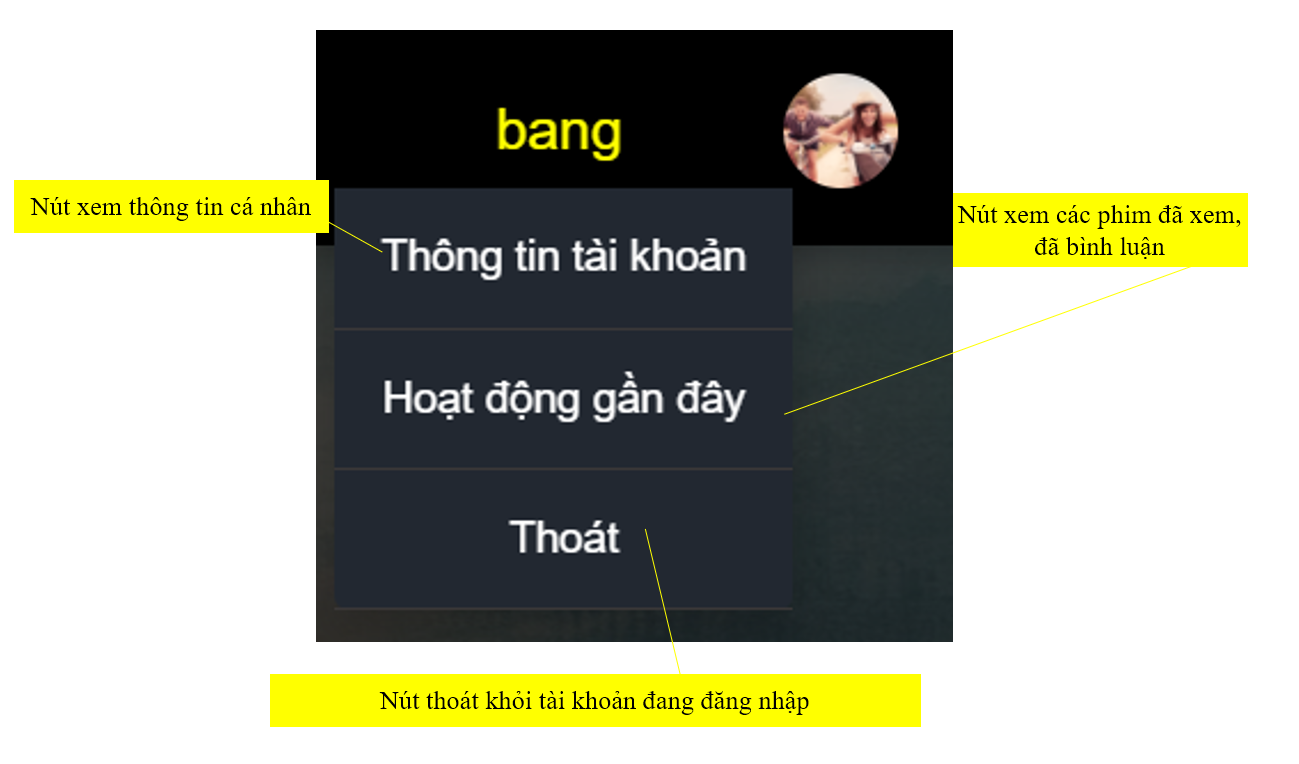 bang
Nút xem thông tin cá nhân
Nút xem các phim đã xem,
đã bình luận
Thông tin tài khoản
Hoạt động gần đây
Thoát
Nút thoát khỏi tài khoản đang đăng nhập